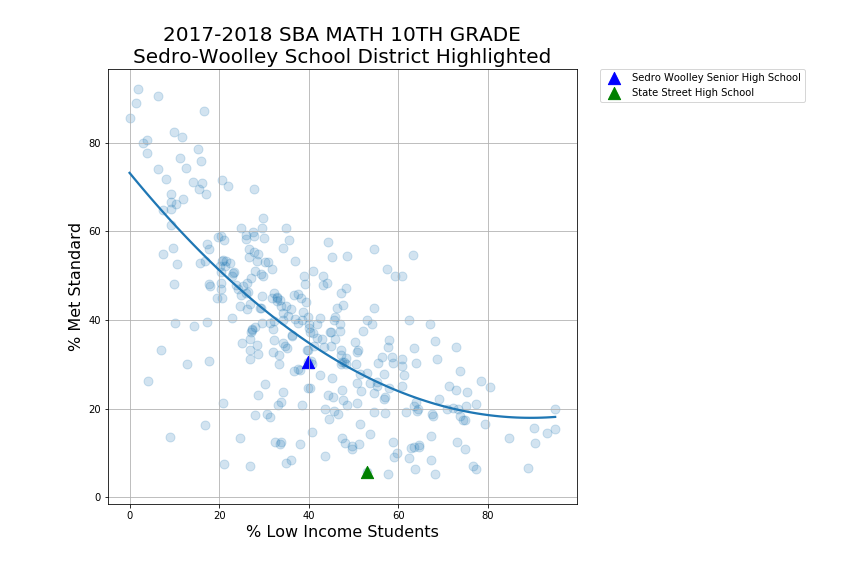 2017-2018 SBA MATH 10TH GRADE
Sedro-Woolley School District Highlighted
Sedro Woolley Senior High School
State Street High School
% Met Standard
80
60
40
20
0
0 20 40 60 80
% Low Income Students